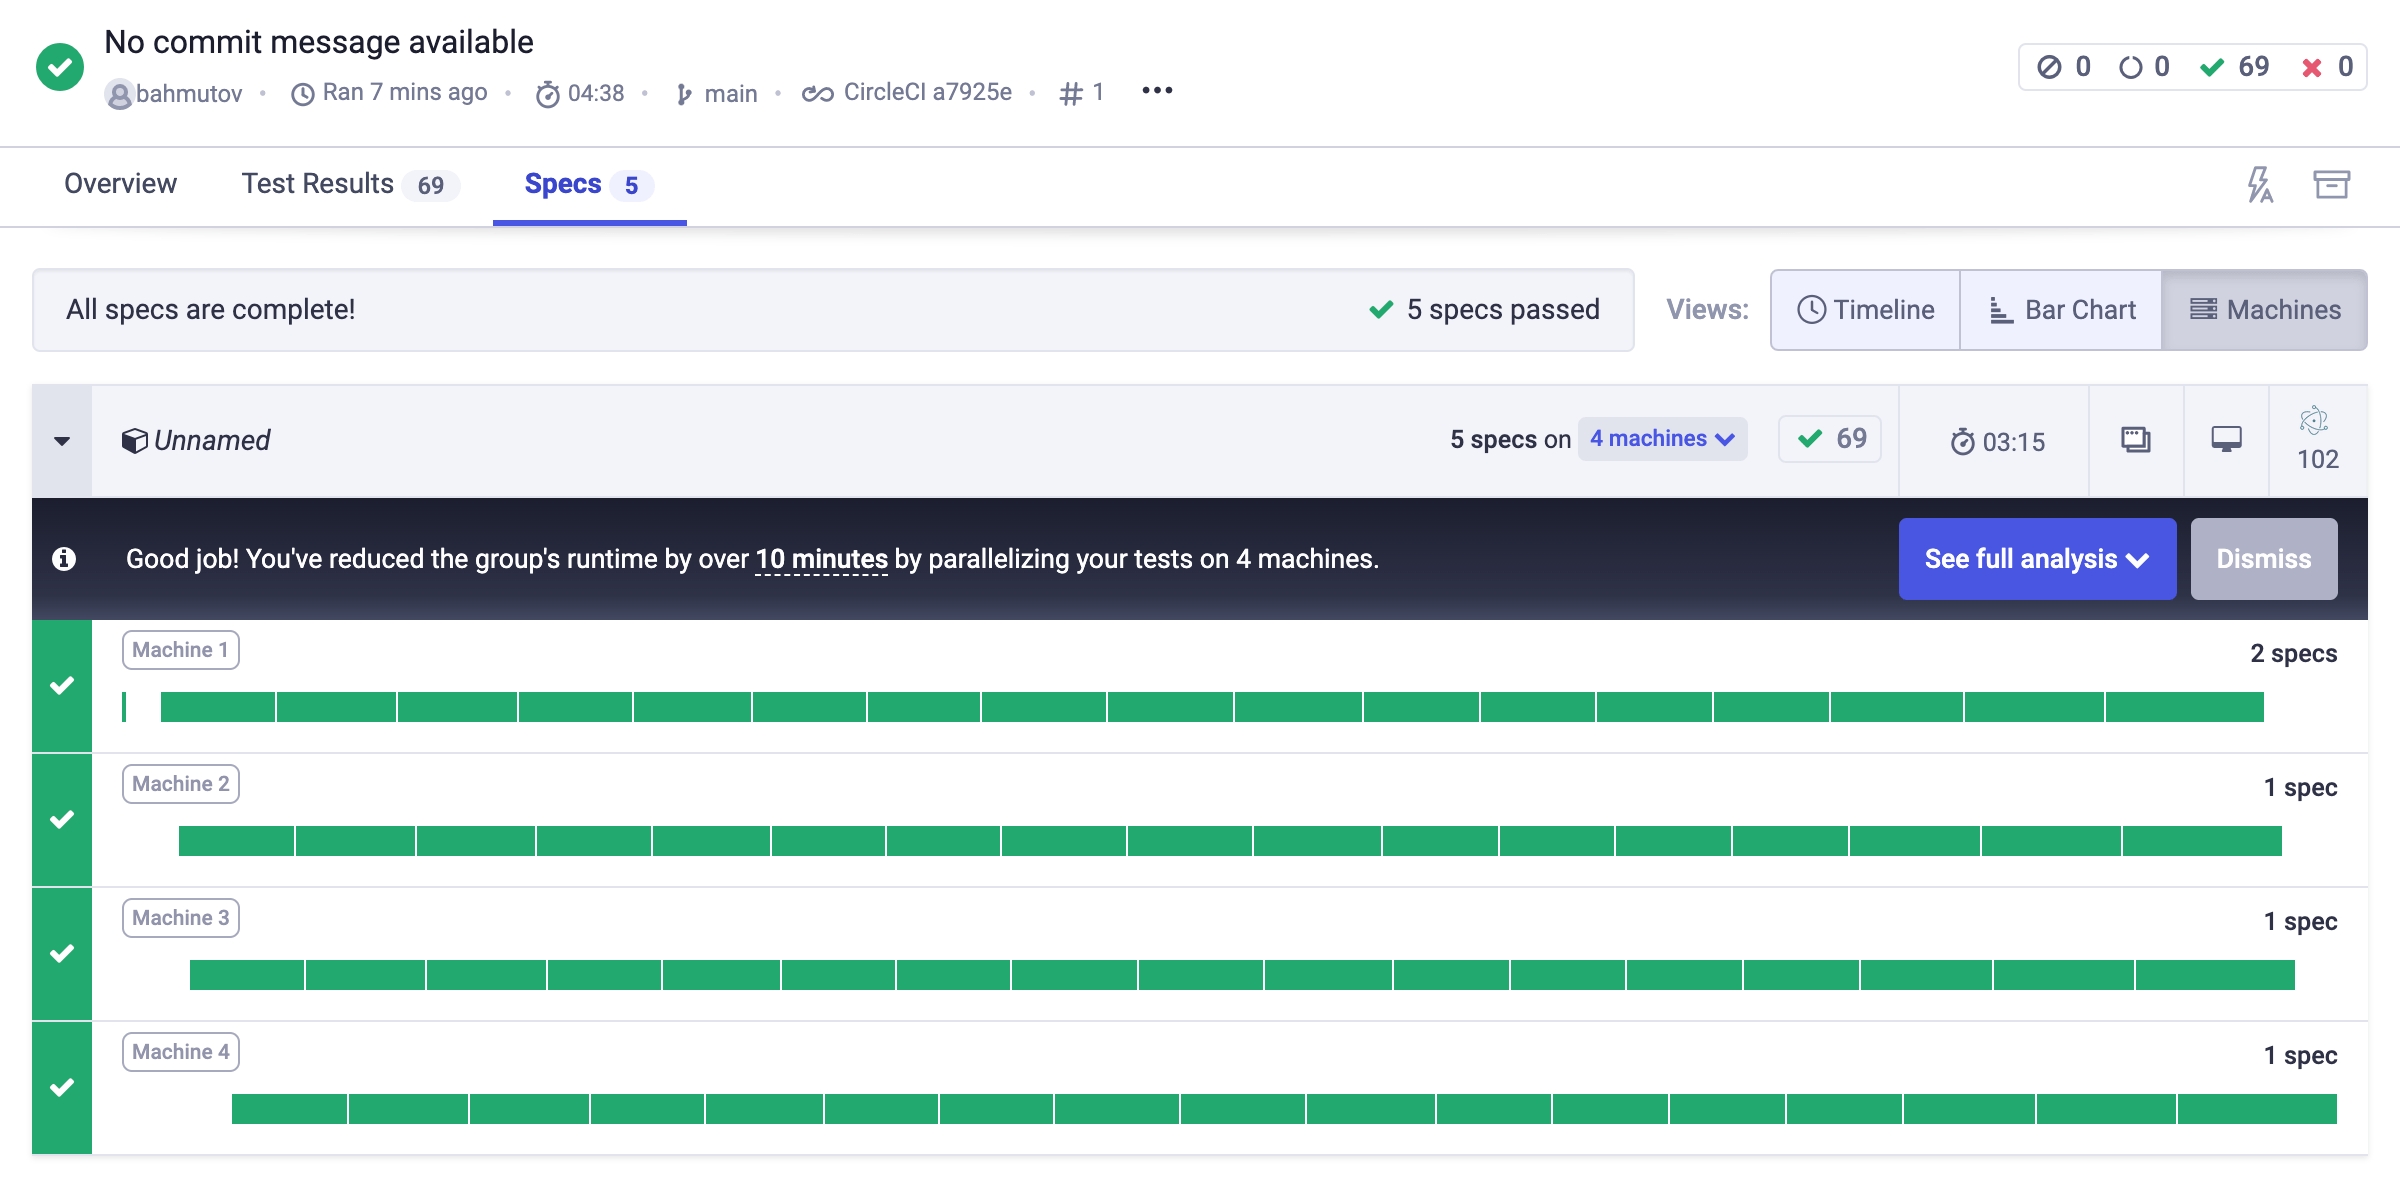 No commit message available
bahmutov • Ran 7 mins ago • 04:38 • main • CircleCI a7925e • # 1 •••
0 0 69 0
Overview Test Results 69 Specs 5
All specs are complete! 5 specs passed Views: Timeline Bar Chart Machines
Unnamed 5 specs on 4 machines 69 03:15 102
Good job! You've reduced the group's runtime by over 10 minutes by parallelizing your tests on 4 machines. See full analysis Dismiss
Machine 1 2 specs
Machine 2 1 spec
Machine 3 1 spec
Machine 4 1 spec